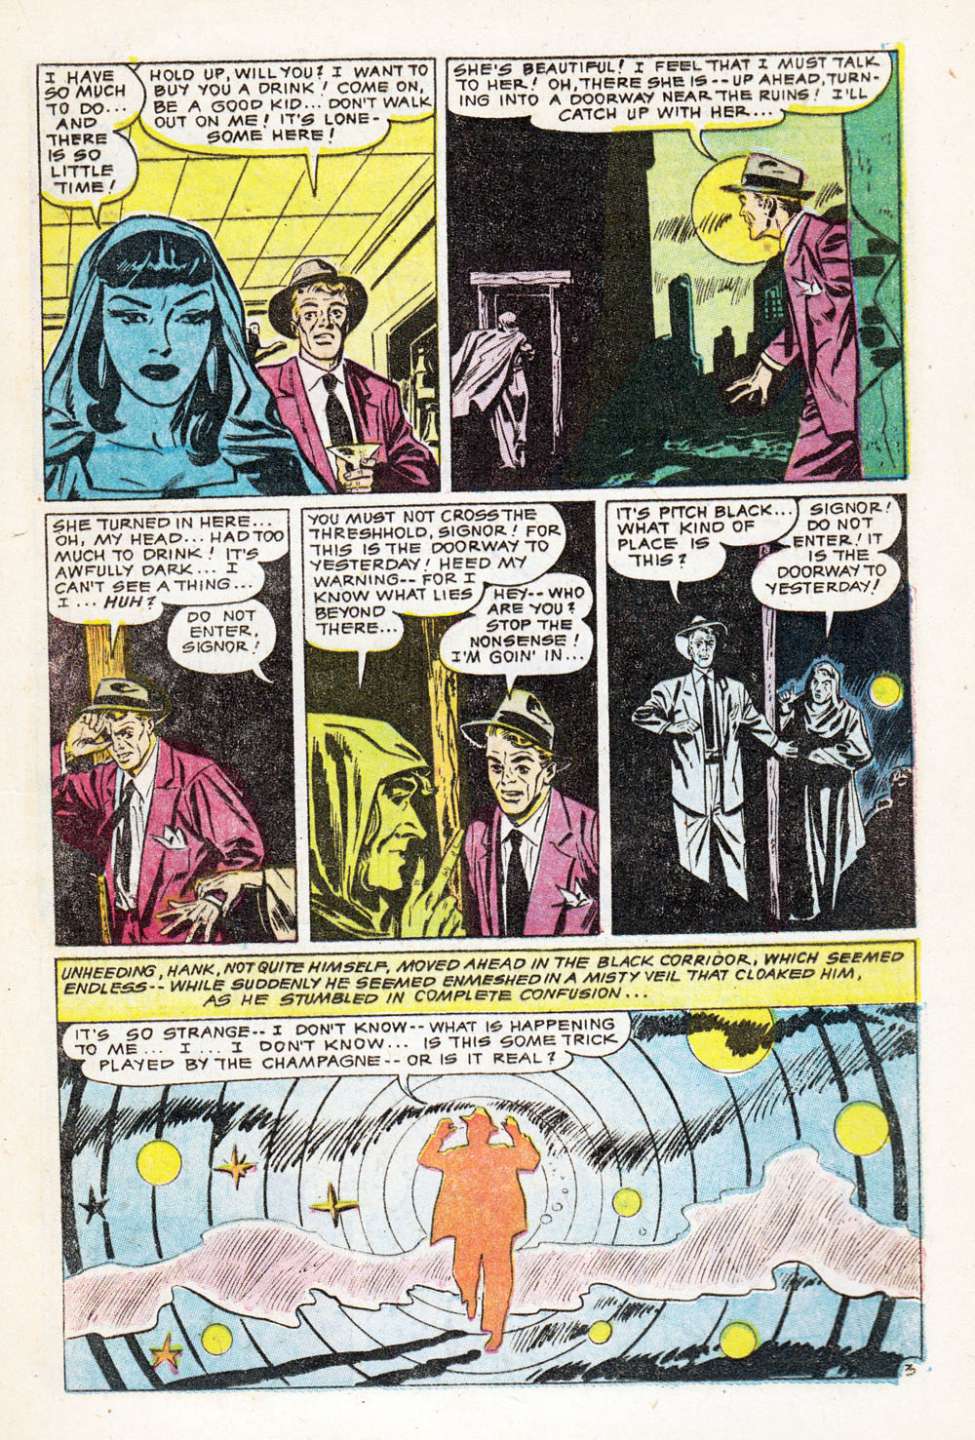 I HAVE
SO MUCH
TO DO...
AND
THERE
IS SO
LITTLE
TIME!
HOLD UP, WILL YOU? I WANT TO
BUY YOU A DRINK! COME ON,
BE A GOOD KID... DON'T WALK
OUT ON ME! IT'S LONE-
SOME HERE!
SHE'S BEAUTIFUL! I FEEL THAT I MUST TALK
TO HER! OH, THERE SHE IS--UP AHEAD, TURN-
ING INTO A DOORWAY NEAR THE RUINS! I'LL
CATCH UP WITH HER...
SHE TURNED IN HERE...
OH, MY HEAD... HAD TOO
MUCH TO DRINK! IT'S
AWFULLY DARK... I
CAN'T SEE A THING...
I... HUH?
DO NOT
ENTER,
SIGNOR!
YOU MUST NOT CROSS THE
THRESHHOLD, SIGNOR! FOR
THIS IS THE DOORWAY TO
YESTERDAY! HEED MY
WARNING--FOR I
KNOW WHAT LIES
BEYOND
THERE...
HEY--WHO
ARE YOU?
STOP THE
NONSENSE!
I'M GOIN' IN...
IT'S PITCH BLACK...
WHAT KIND OF
PLACE IS
THIS?
SIGNOR!
DO NOT
ENTER! IT
IS THE
DOORWAY TO
YESTERDAY!
UNHEEDING, HANK, NOT QUITE HIMSELF, MOVED AHEAD IN THE BLACK CORRIDOR, WHICH SEEMED
ENDLESS--WHILE SUDDENLY HE SEEMED ENMESHED IN A MISTY VEIL THAT CLOAKED HIM,
AS HE STUMBLED IN COMPLETE CONFUSION...
IT'S SO STRANGE--I DON'T KNOW--WHAT IS HAPPENING
TO ME... I... I DON'T KNOW... IS THIS SOME TRICK
PLAYED BY THE CHAMPAGNE--OR IS IT REAL?
3